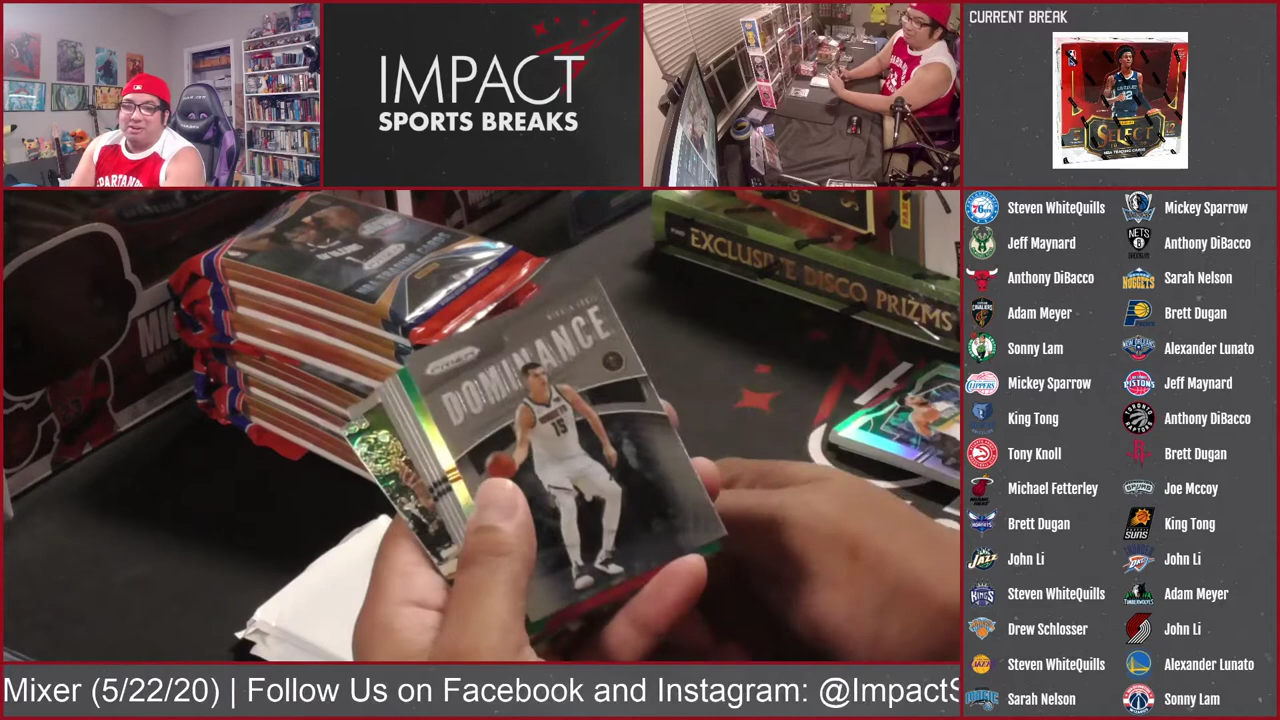 CURRENT BREAK
IMPACT
SPORTS BREAKS
SPARTANS
SELECT
EXCLUSIVE DISCO PRIZMS
PRIZM
DOMINANCE
15
Steven WhiteQuills
Mickey Sparrow
Jeff Maynard
Anthony DiBacco
Anthony DiBacco
Sarah Nelson
Adam Meyer
Brett Dugan
Sonny Lam
Alexander Lunato
Mickey Sparrow
Jeff Maynard
King Tong
Anthony DiBacco
Tony Knoll
Brett Dugan
Michael Fetterley
Joe Mccoy
Brett Dugan
King Tong
John Li
John Li
Steven WhiteQuills
Adam Meyer
Drew Schlosser
John Li
Steven WhiteQuills
Alexander Lunato
Sarah Nelson
Sonny Lam
Mixer (5/22/20) | Follow Us on Facebook and Instagram: @ImpactS